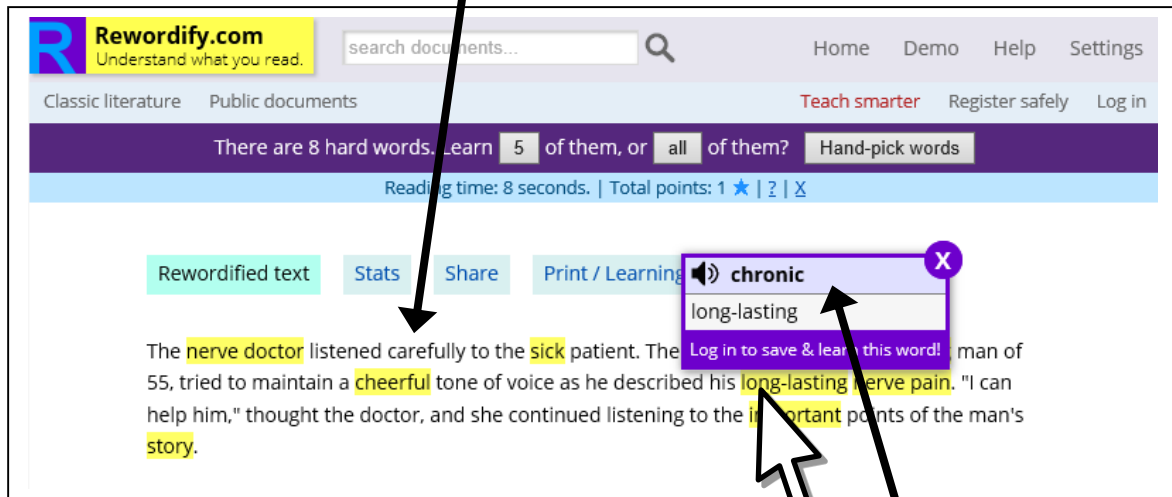 Rewordify.com
Understand what you read.
search documents...
Home Demo Help Settings
Classic literature Public documents
Teach smarter Register safely Log in
There are 8 hard words. Learn 5 of them, or all of them? Hand-pick words
Reading time: 8 seconds. | Total points: 1 ★ | ? | X
Rewordified text Stats Share Print / Learning
X
chronic
long-lasting
Log in to save & learn this word!
The nerve doctor listened carefully to the sick patient. The man of
55, tried to maintain a cheerful tone of voice as he described his long-lasting nerve pain. "I can
help him," thought the doctor, and she continued listening to the important points of the man's
story.